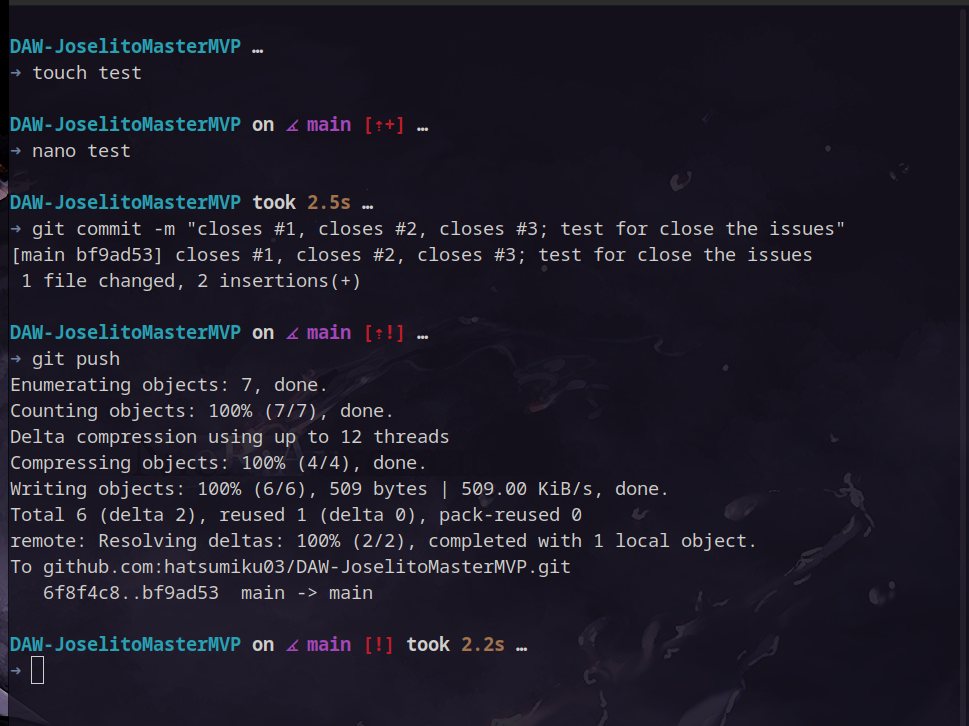 DAW-JoselitoMasterMVP …
→ touch test
DAW-JoselitoMasterMVP on ⦨ main [⇡+] …
→ nano test
DAW-JoselitoMasterMVP took 2.5s …
→ git commit -m "closes #1, closes #2, closes #3; test for close the issues"
[main bf9ad53] closes #1, closes #2, closes #3; test for close the issues
 1 file changed, 2 insertions(+)
DAW-JoselitoMasterMVP on ⦨ main [⇡!] …
→ git push
Enumerating objects: 7, done.
Counting objects: 100% (7/7), done.
Delta compression using up to 12 threads
Compressing objects: 100% (4/4), done.
Writing objects: 100% (6/6), 509 bytes | 509.00 KiB/s, done.
Total 6 (delta 2), reused 1 (delta 0), pack-reused 0
remote: Resolving deltas: 100% (2/2), completed with 1 local object.
To github.com:hatsumiku03/DAW-JoselitoMasterMVP.git
   6f8f4c8..bf9ad53  main -> main
DAW-JoselitoMasterMVP on ⦨ main [!] took 2.2s …
→